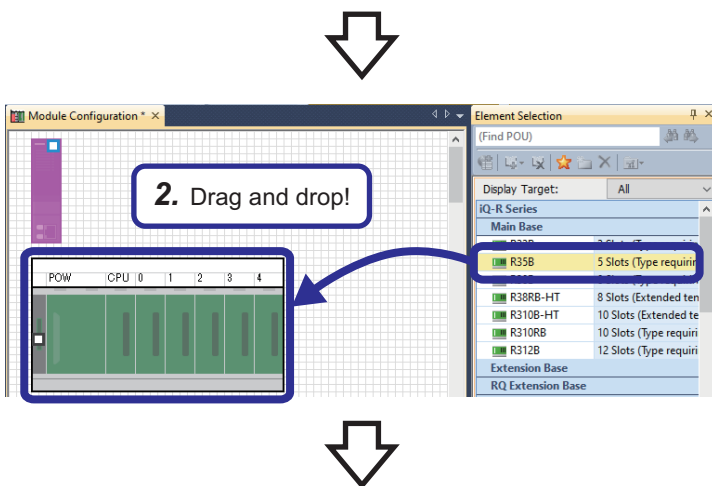 Module Configuration *
Element Selection
(Find POU)
Display Target: All
iQ-R Series
Main Base
R35B 5 Slots (Type requirin
R38RB-HT 8 Slots (Extended ten
R310B-HT 10 Slots (Extended te
R310RB 10 Slots (Type requiri
R312B 12 Slots (Type requiri
Extension Base
RQ Extension Base
2. Drag and drop!
POW CPU 0 1 2 3 4